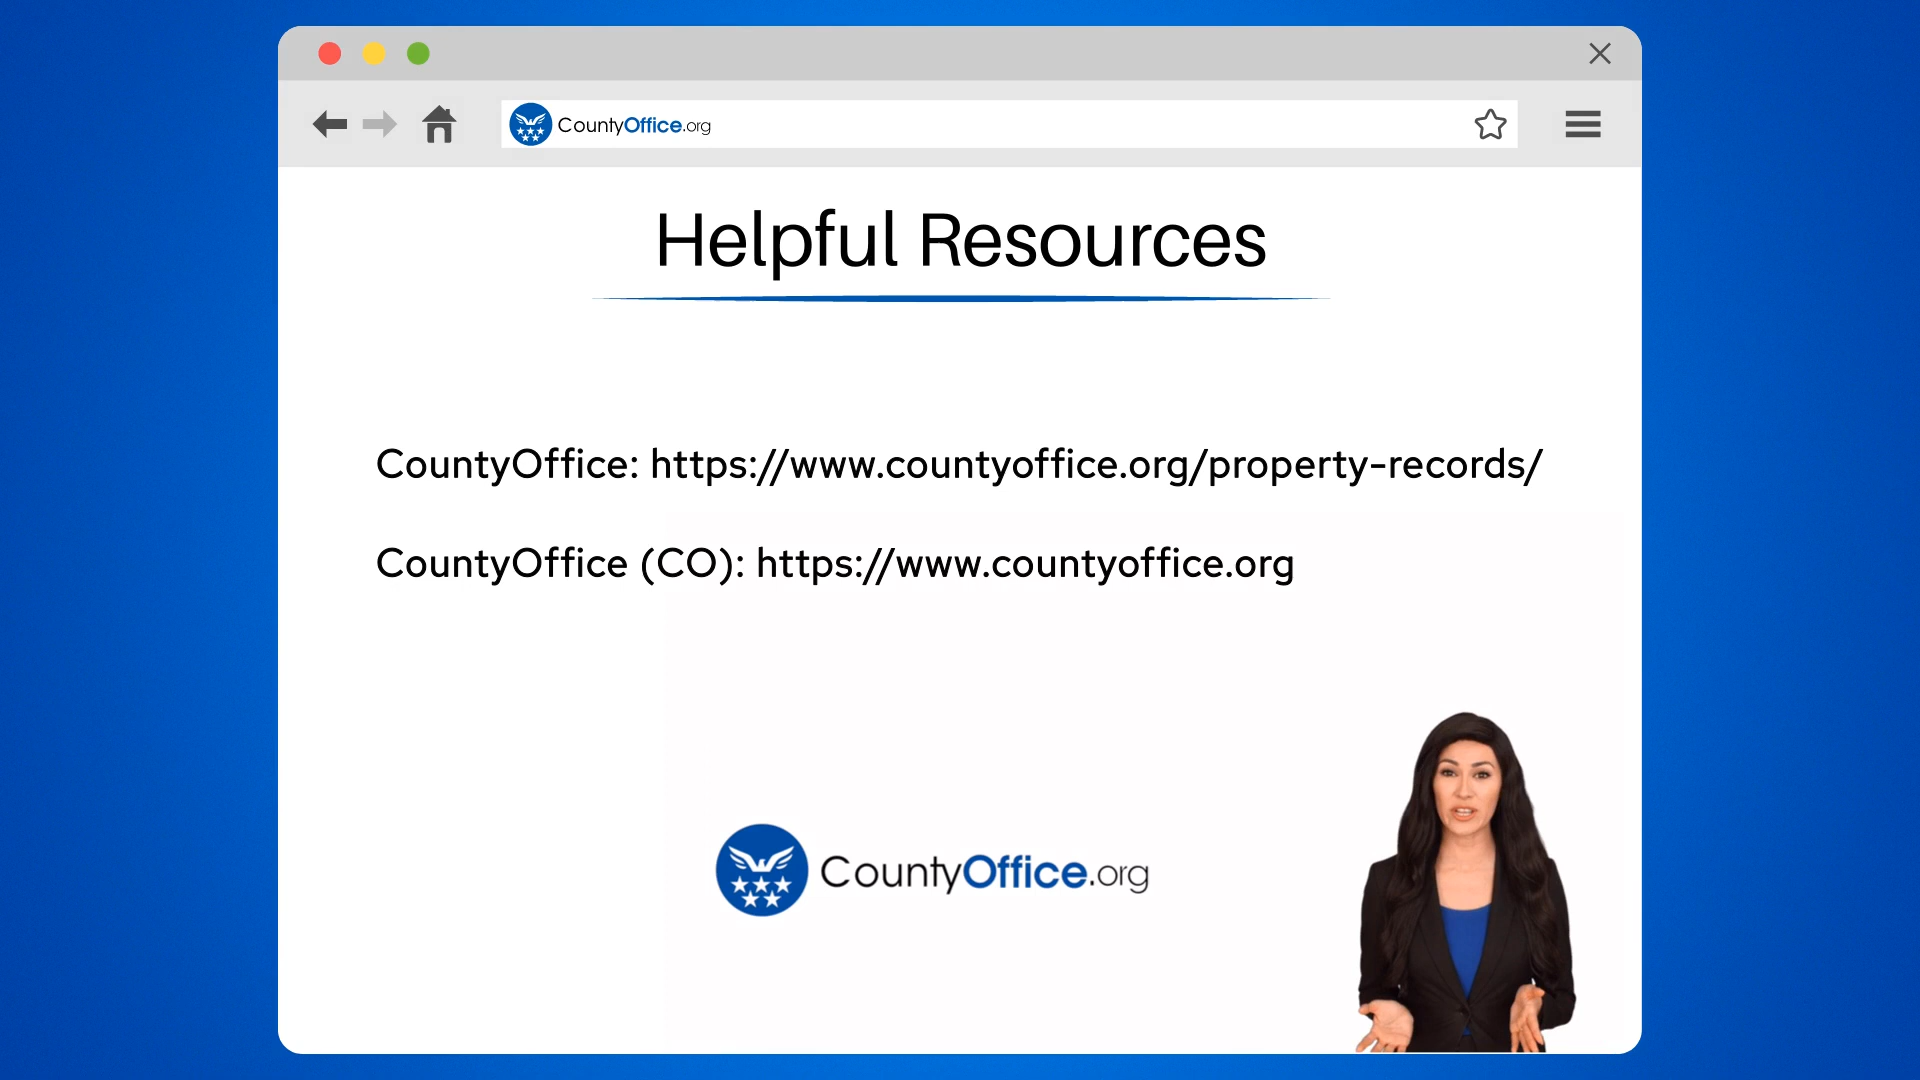 CountyOffice.org
Helpful Resources
CountyOffice: https://www.countyoffice.org/property-records/
CountyOffice (CO): https://www.countyoffice.org
CountyOffice.org